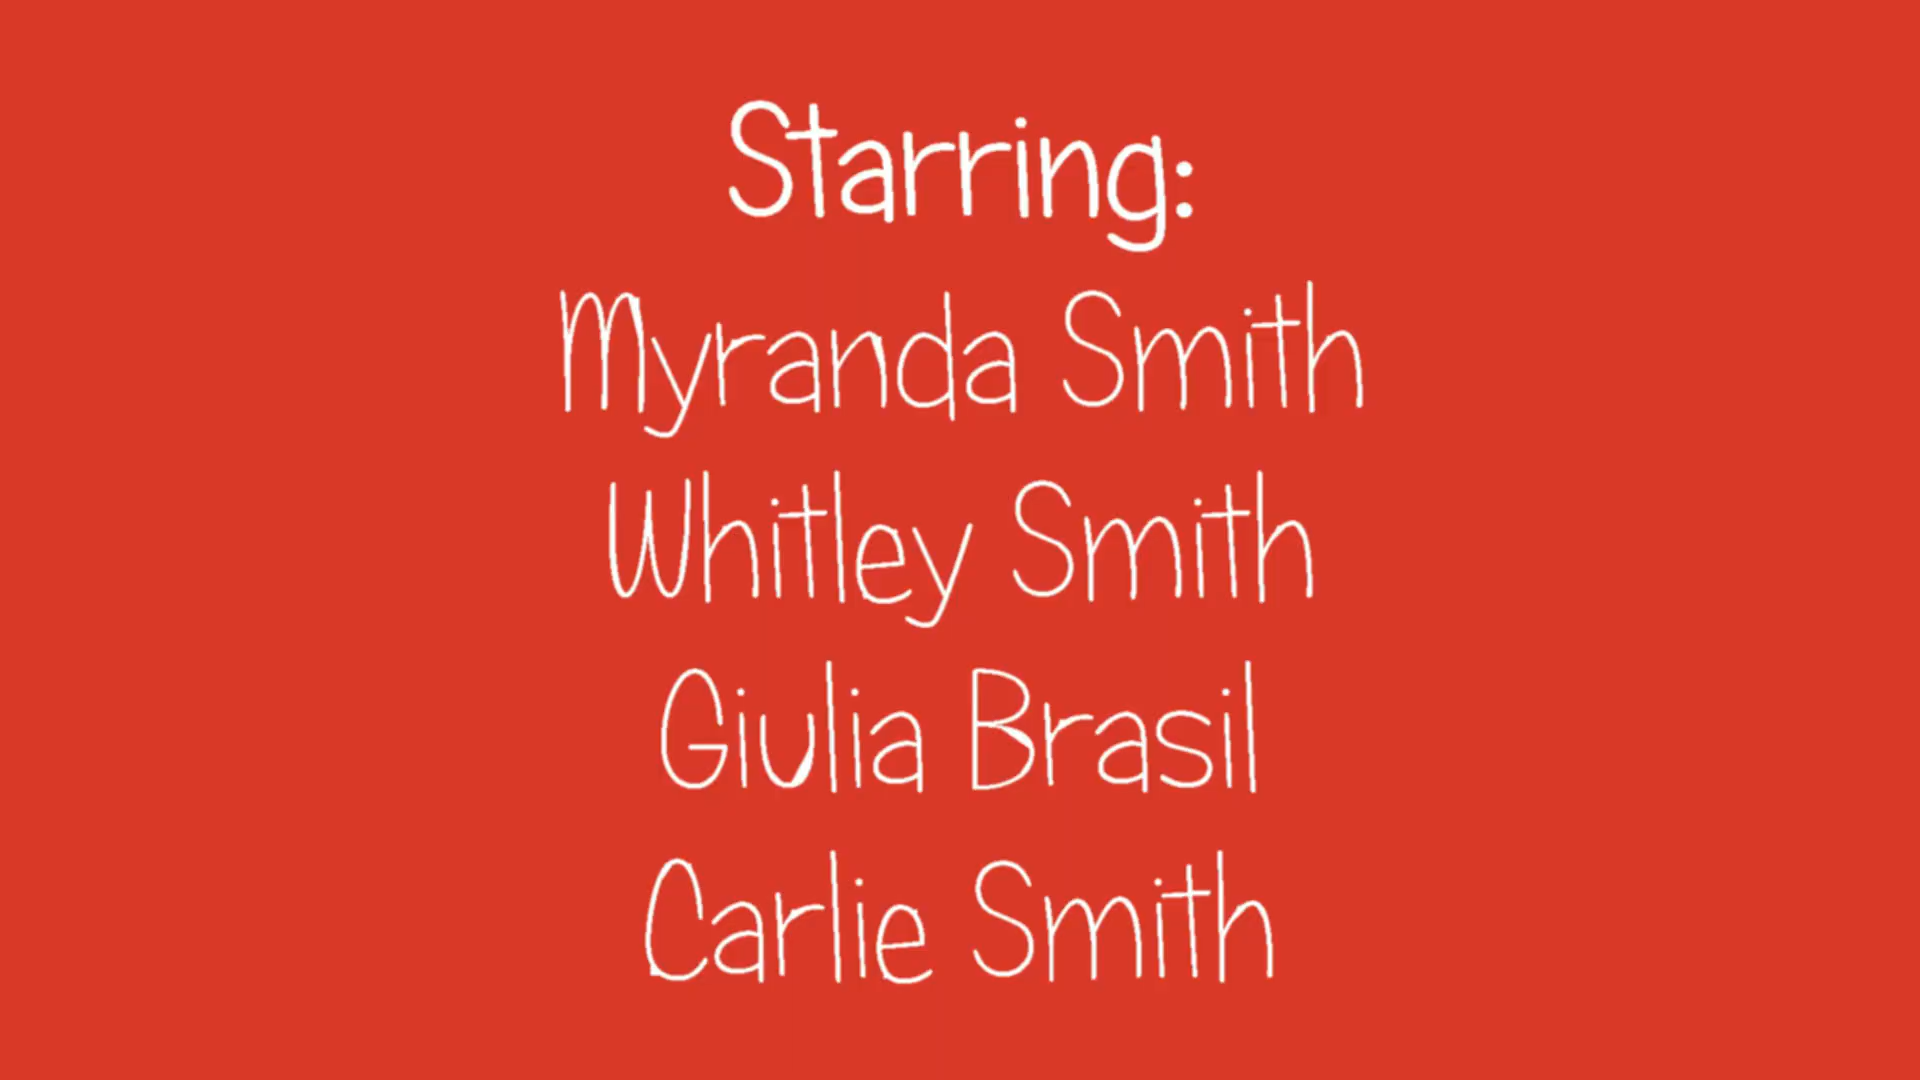 Starring:
Myranda Smith
Whitley Smith
Giulia Brasil
Carlie Smith